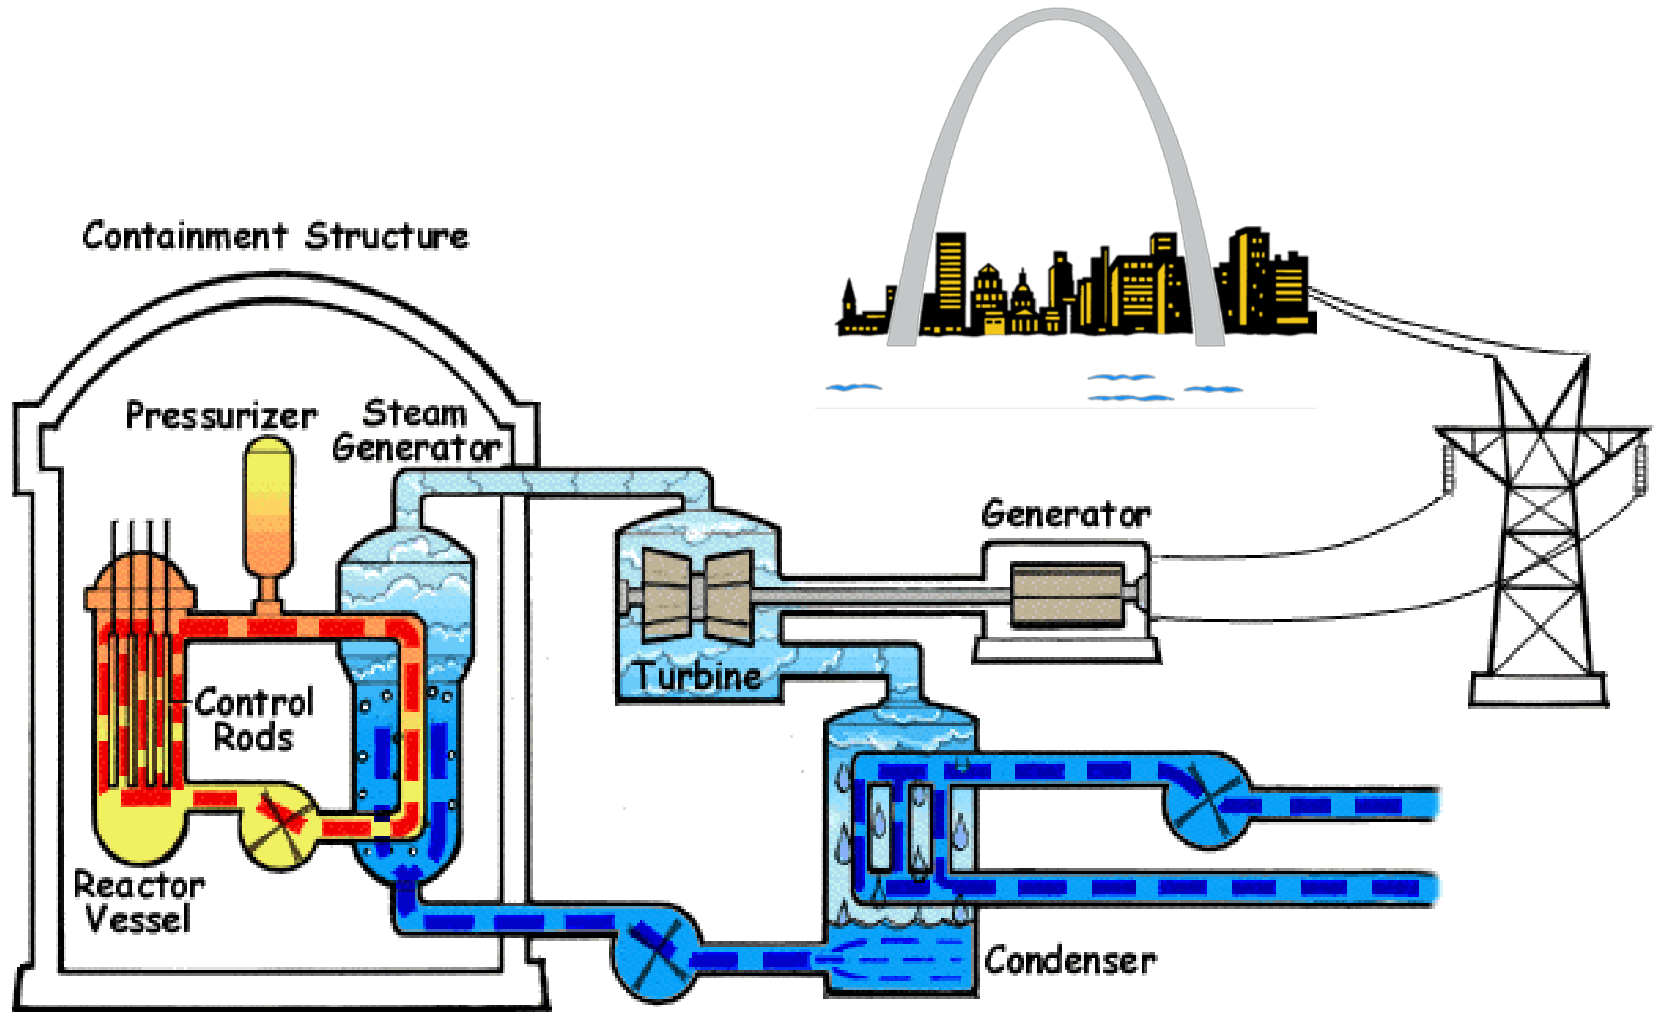 Containment Structure
Pressurizer
Steam
Generator
Generator
Turbine
Control
Rods
Reactor
Vessel
Condenser